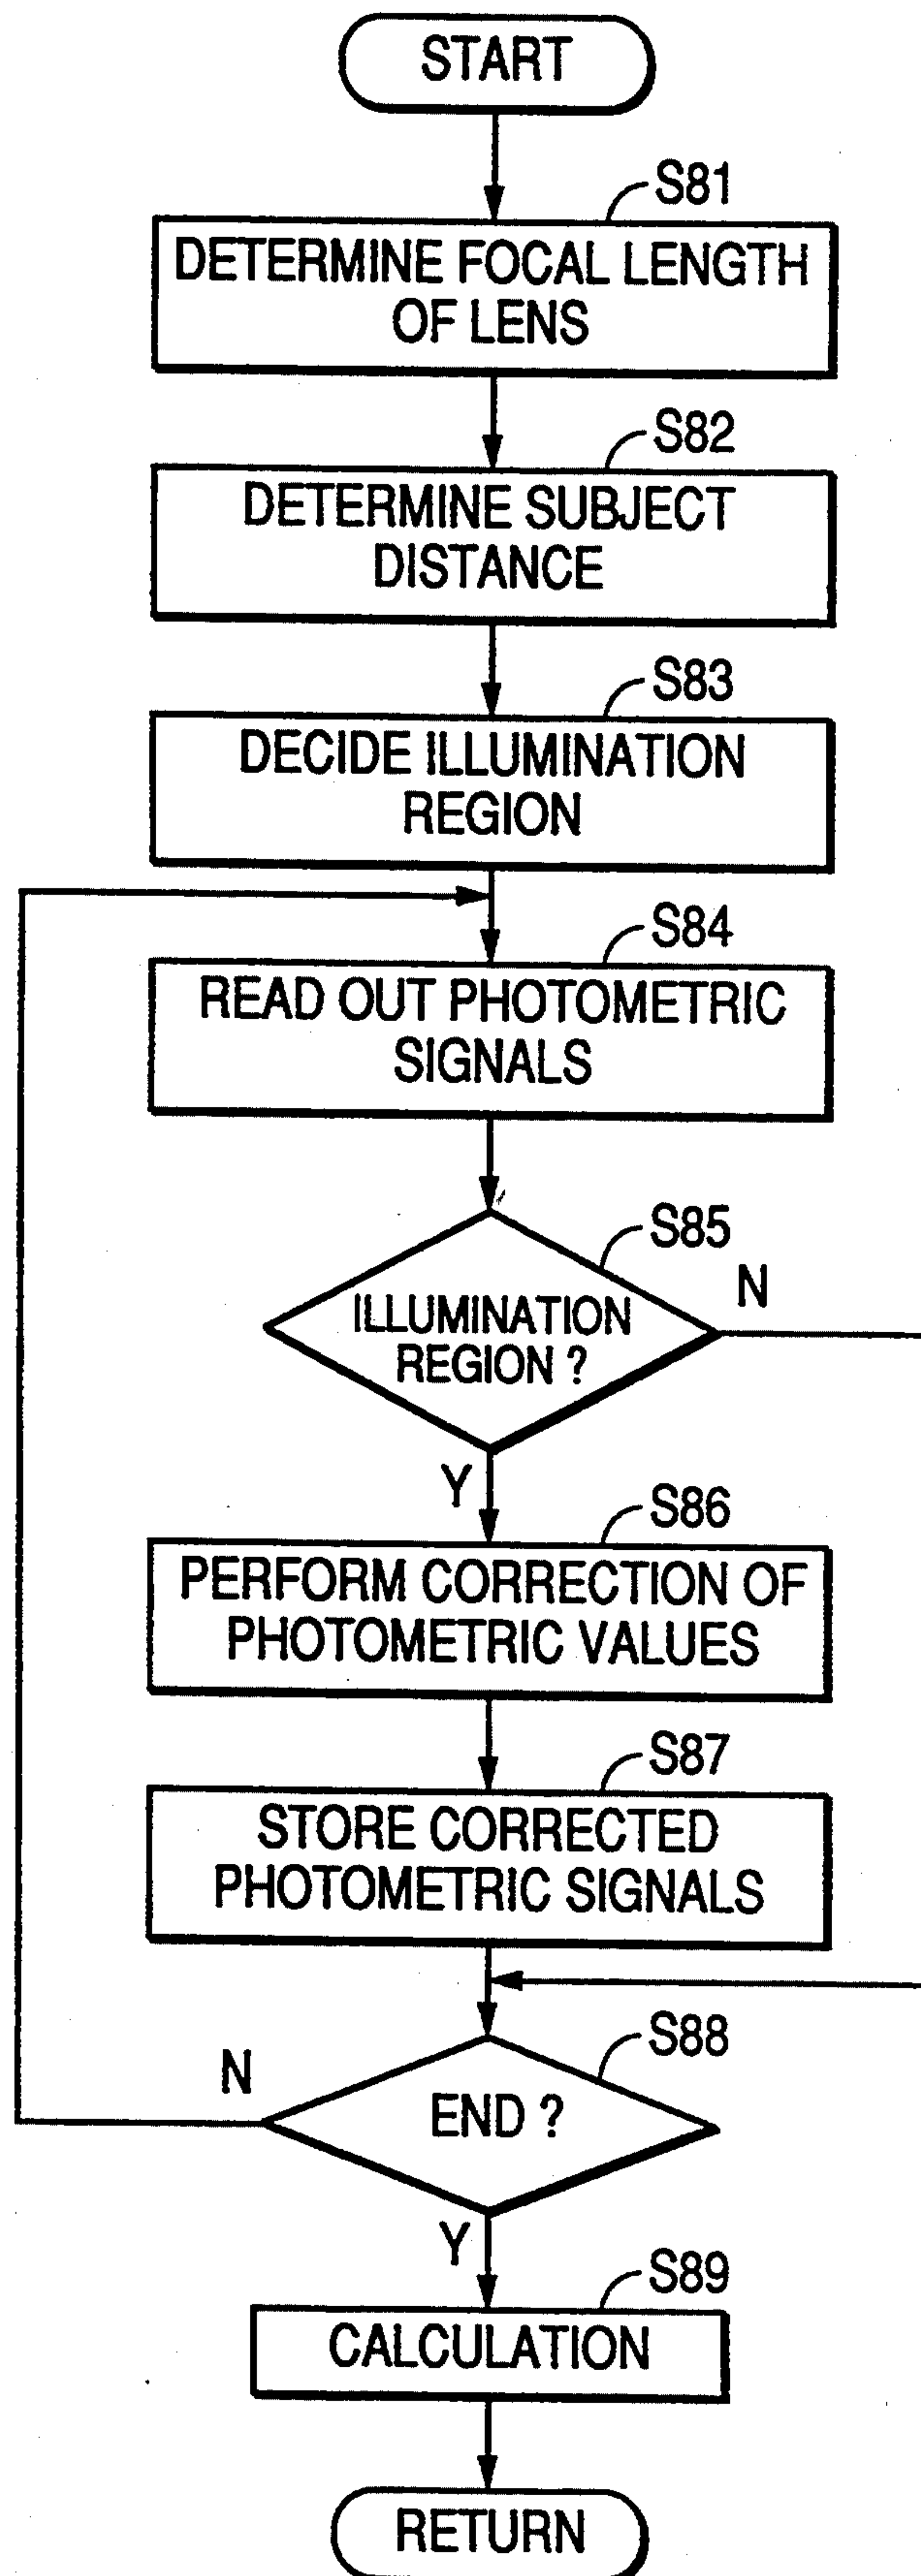 START
S81
DETERMINE FOCAL LENGTH
OF LENS
S82
DETERMINE SUBJECT
DISTANCE
S83
DECIDE ILLUMINATION
REGION
S84
READ OUT PHOTOMETRIC
SIGNALS
S85
N
ILLUMINATION
REGION ?
Y
S86
PERFORM CORRECTION OF
PHOTOMETRIC VALUES
S87
STORE CORRECTED
PHOTOMETRIC SIGNALS
S88
N
END ?
Y
S89
CALCULATION
RETURN